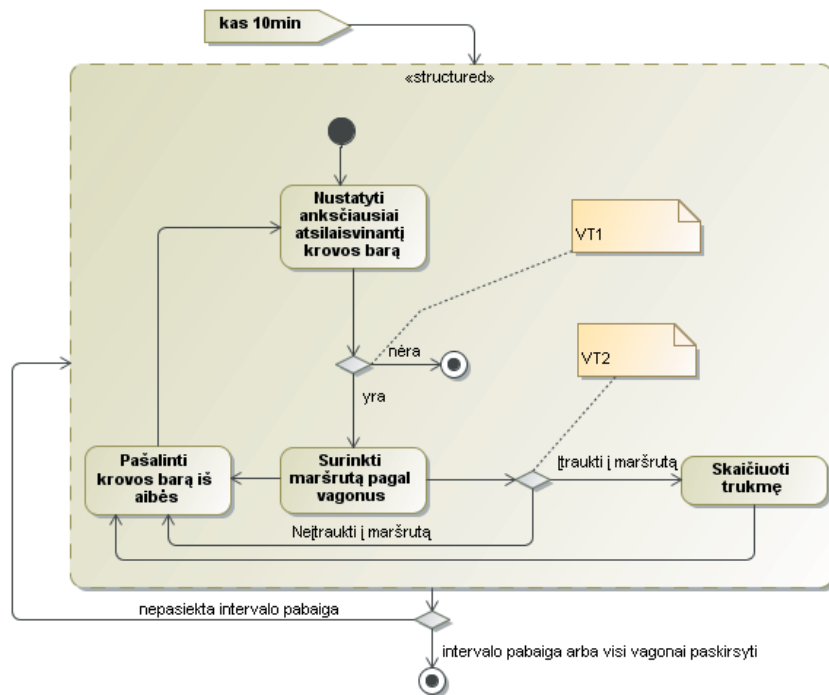 kas 10min
«structured»
Nustatyti
anksčiausiai
atsilaisvinantį
krovos barą
VT1
nėra
VT2
yra
Pašalinti
krovos barą iš
aibės
Surinkti
maršrutą pagal
vagonus
Įtraukti į maršrutą
Skaičiuoti
trukmę
Neįtraukti į maršrutą
nepasiekta intervalo pabaiga
intervalo pabaiga arba visi vagonai paskirsyti